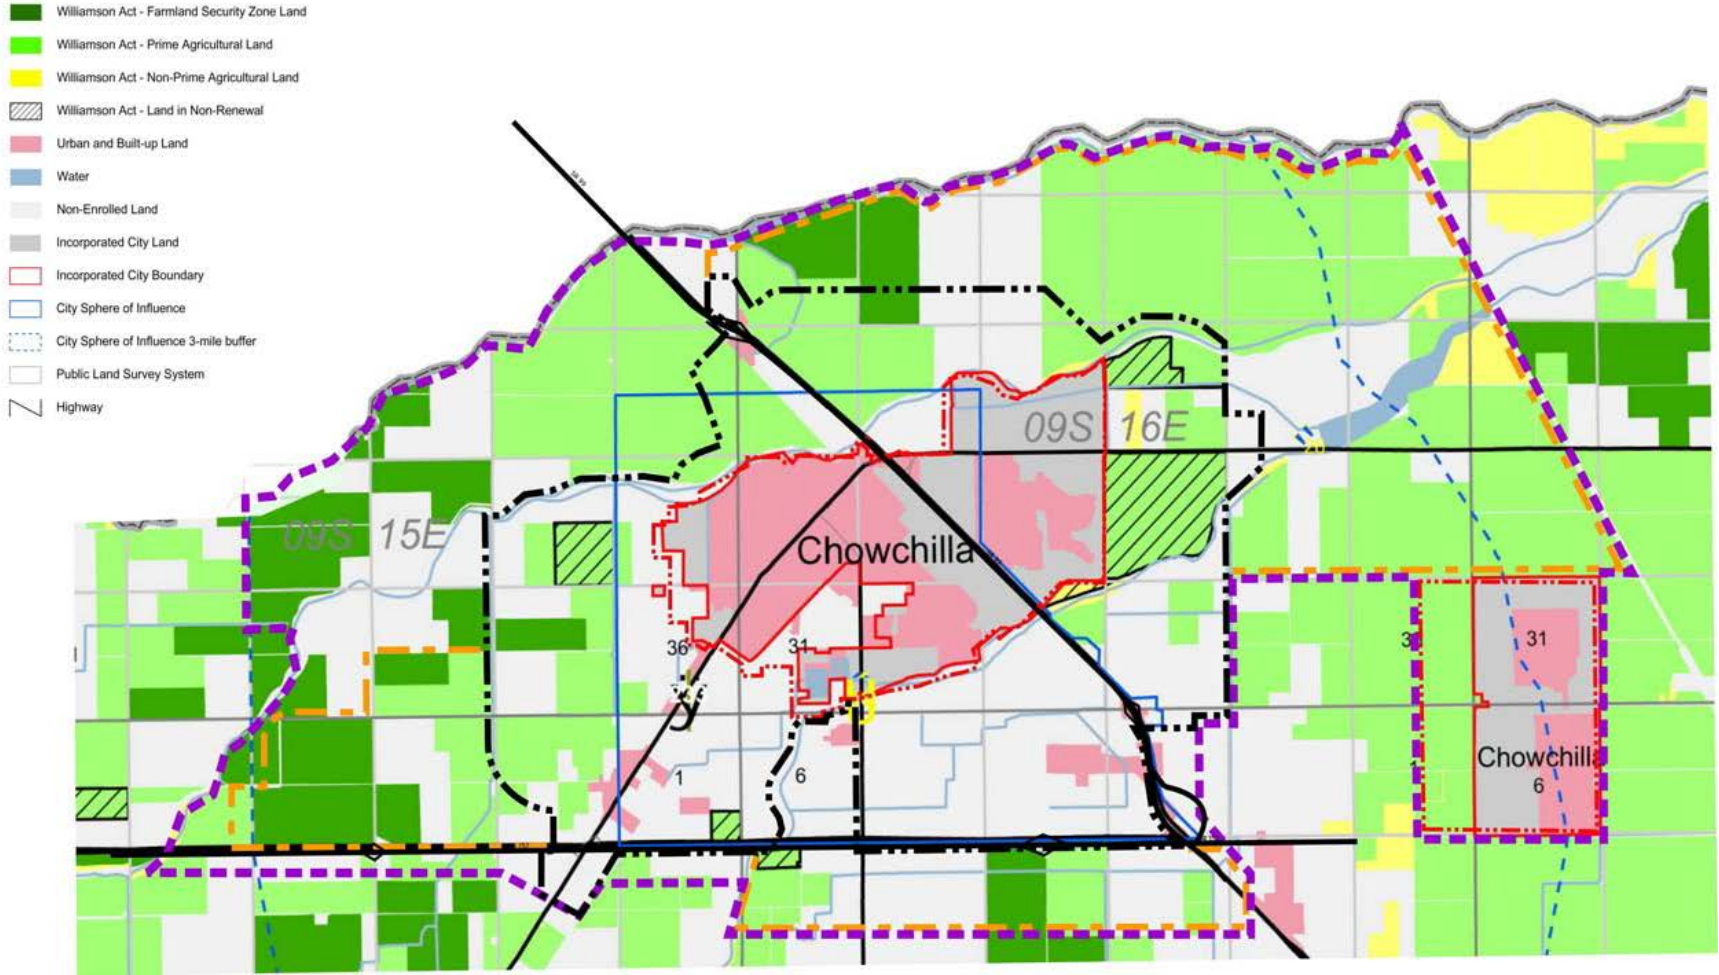 Williamson Act - Farmland Security Zone Land
Williamson Act - Prime Agricultural Land
Williamson Act - Non-Prime Agricultural Land
Williamson Act - Land in Non-Renewal
Urban and Built-up Land
Water
Non-Enrolled Land
Incorporated City Land
Incorporated City Boundary
City Sphere of Influence
City Sphere of Influence 3-mile buffer
Public Land Survey System
Highway
SR 99
09S 16E
09S 15E
Chowchilla
36
31
31
1
6
Chowchilla
6